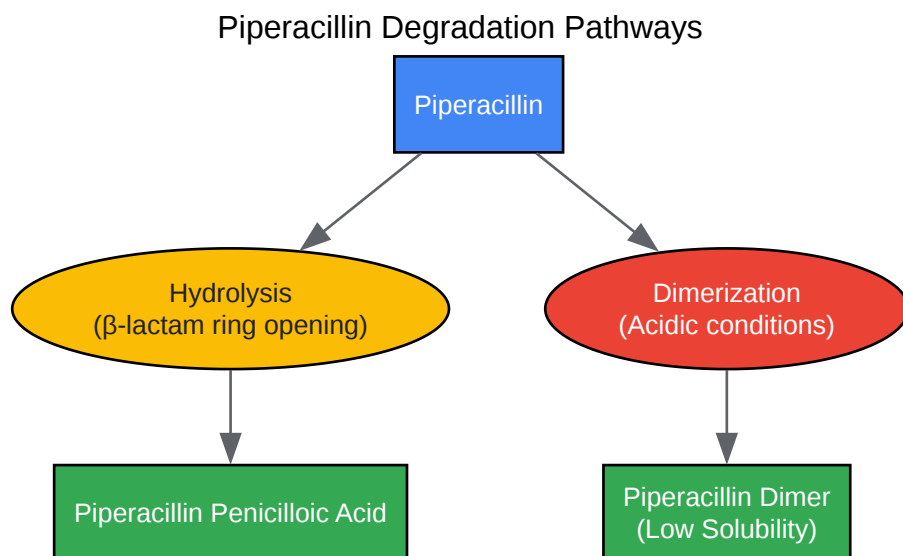 Piperacillin Degradation Pathways
Piperacillin
Hydrolysis
(β-lactam ring opening)
Dimerization
(Acidic conditions)
Piperacillin Penicilloic Acid
Piperacillin Dimer
(Low Solubility)